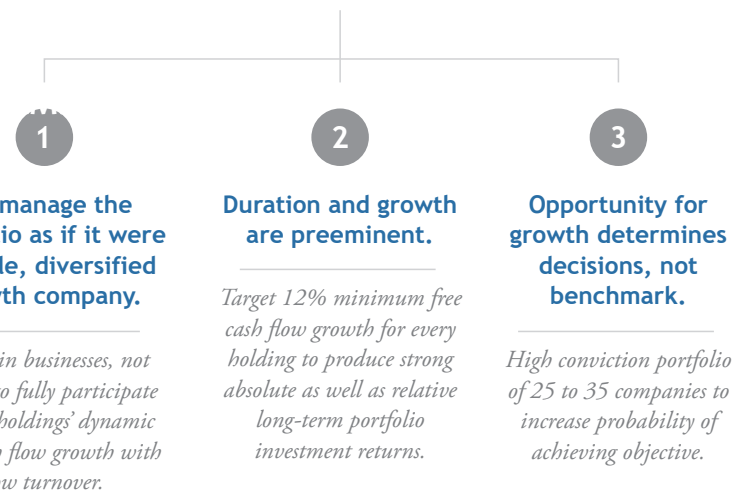 1
manage the
io as if it were
le, diversified
th company.
in businesses, not
o fully participate
holdings' dynamic
flow growth with
w turnover.
2
Duration and growth
are preeminent.
Target 12% minimum free
cash flow growth for every
holding to produce strong
absolute as well as relative
long-term portfolio
investment returns.
3
Opportunity for
growth determines
decisions, not
benchmark.
High conviction portfolio
of 25 to 35 companies to
increase probability of
achieving objective.